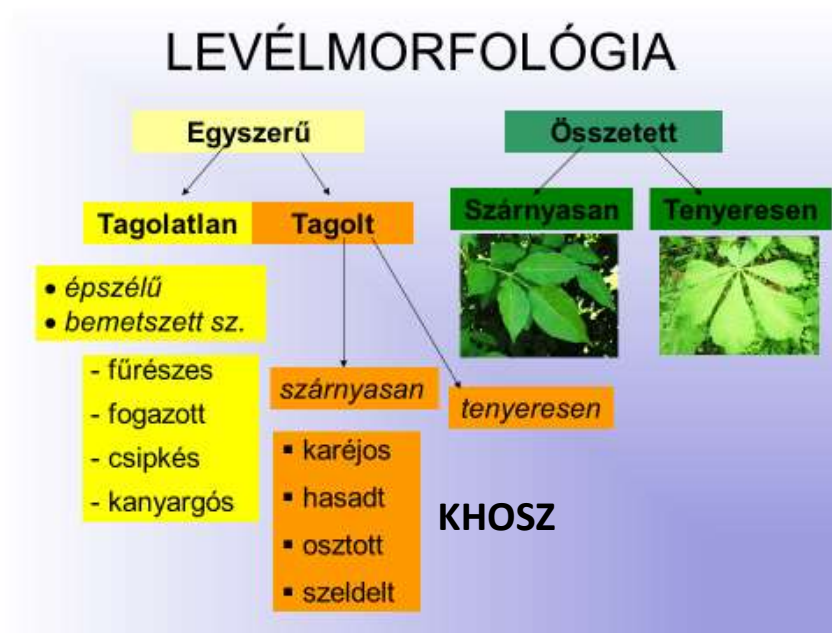 LEVÉLMORFOLÓGIA
Egyszerű
Összetett
Tagolatlan
Tagolt
Szárnyasan
Tenyeresen
• épszélű
• bemetszett sz.
- fűrészes
- fogazott
- csipkés
- kanyargós
szárnyasan
tenyeresen
▪ karéjos
▪ hasadt
▪ osztott
▪ szeldelt
KHOSZ